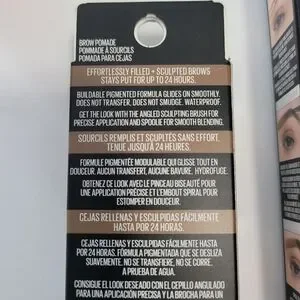 BROW POMADE
POMMADE À SOURCILS
POMADA PARA CEJAS
EFFORTLESSLY FILLED + SCULPTED BROWS
STAYS PUT FOR UP TO 24 HOURS.
BUILDABLE PIGMENTED FORMULA GLIDES ON SMOOTHLY.
DOES NOT TRANSFER. DOES NOT SMUDGE. WATERPROOF.
GET THE LOOK WITH THE ANGLED SCULPTING BRUSH FOR
PRECISE APPLICATION AND SPOOLIE FOR SMOOTH BLENDING.
SOURCILS REMPLIS ET SCULPTÉS SANS EFFORT.
TENUE JUSQU'À 24 HEURES.
FORMULE PIGMENTÉE MODULABLE QUI GLISSE TOUT EN
DOUCEUR. AUCUN TRANSFERT, AUCUNE BAVURE. HYDROFUGE.
OBTENEZ CE LOOK AVEC LE PINCEAU BISEAUTÉ POUR
UNE APPLICATION PRÉCISE ET L'EMBOUT SPIRAL POUR
ESTOMPER EN DOUCEUR.
CEJAS RELLENAS Y ESCULPIDAS FÁCILMENTE
HASTA POR 24 HORAS.
CEJAS RELLENAS Y ESCULPIDAS FÁCILMENTE HASTA
POR 24 HORAS. FÓRMULA PIGMENTADA QUE SE DESLIZA
SUAVEMENTE. NO SE TRANSFIERE. NO SE CORRE.
A PRUEBA DE AGUA.
CONSIGUE EL LOOK DESEADO CON EL CEPILLO ANGULADO
PARA UNA APLICACIÓN PRECISA Y LA BROCHA PARA UN